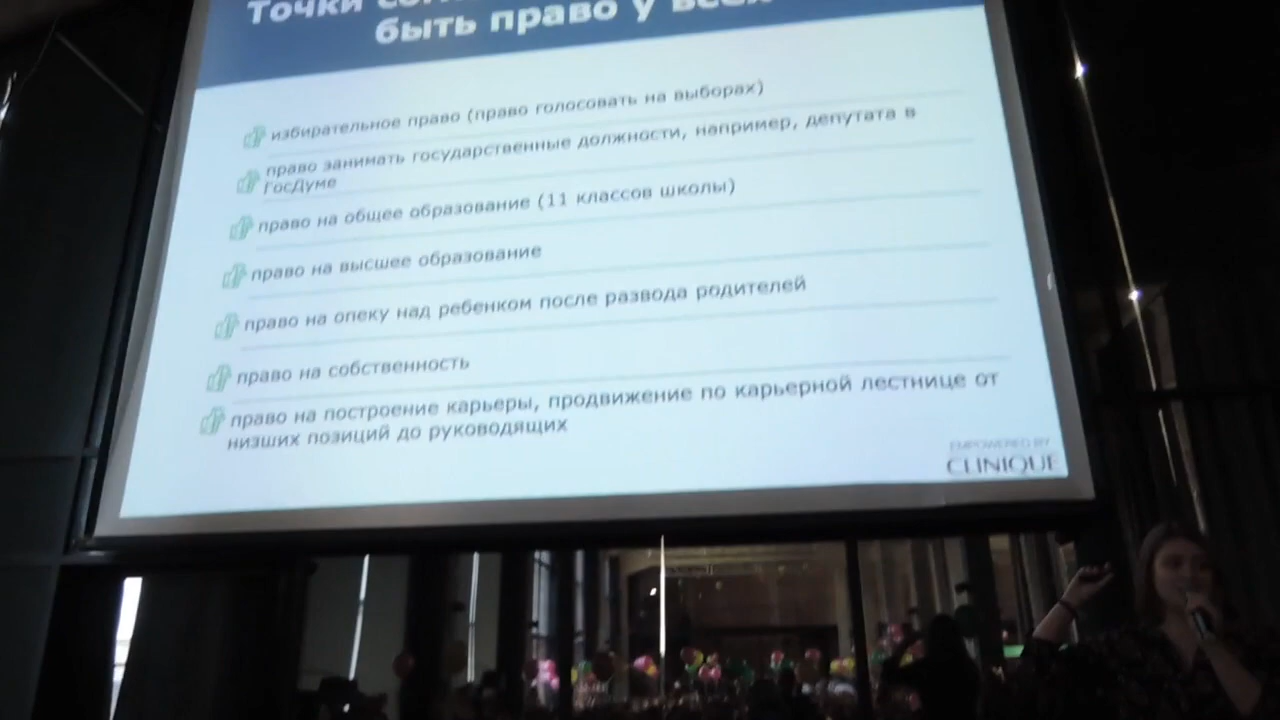 Точки
быть право у всех
избирательное право (право голосовать на выборах)
право занимать государственные должности, например, депутата в
ГосДуме
право на общее образование (11 классов школы)
право на высшее образование
право на опеку над ребенком после развода родителей
право на собственность
право на построение карьеры, продвижение по карьерной лестнице от
низших позиций до руководящих
EMPOWERED BY
CLINIQUE